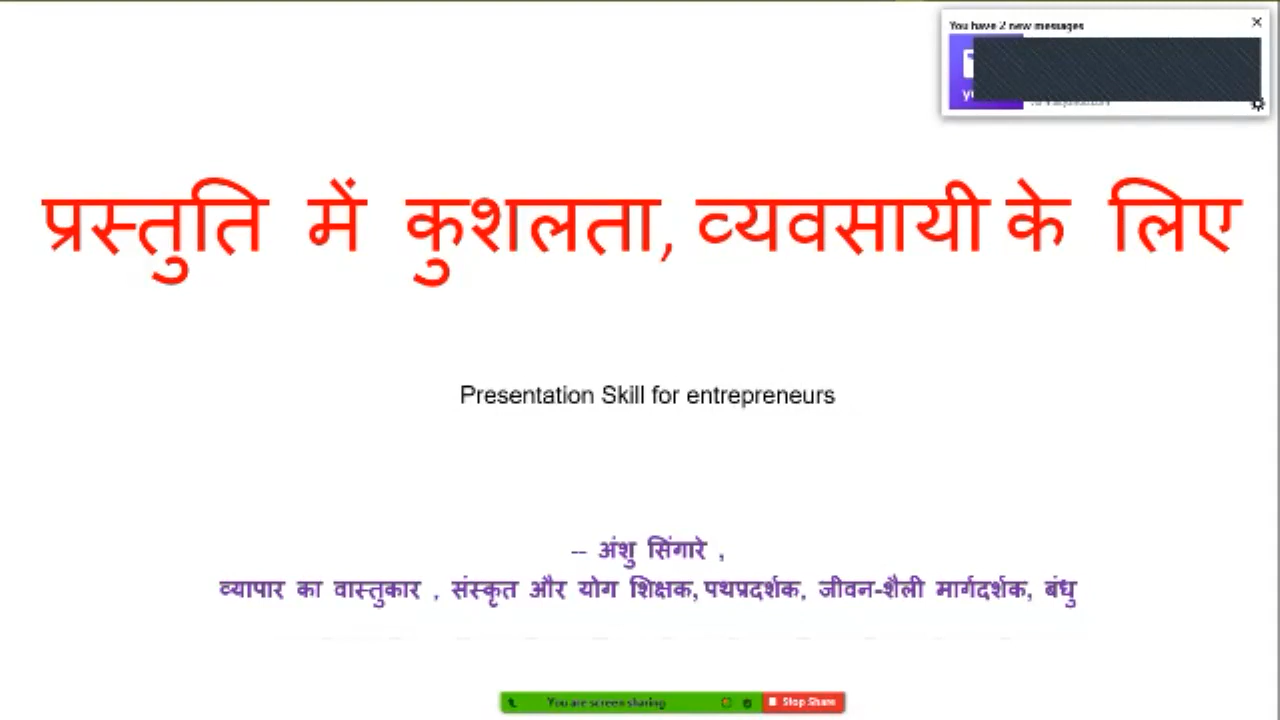 You have 2 new messages
प्रस्तुति में कुशलता, व्यवसायी के लिए
Presentation Skill for entrepreneurs
-- अंशु सिंगारे ,
व्यापार का वास्तुकार , संस्कृत और योग शिक्षक, पथप्रदर्शक, जीवन-शैली मार्गदर्शक, बंधु
You are screen sharing
Stop Share